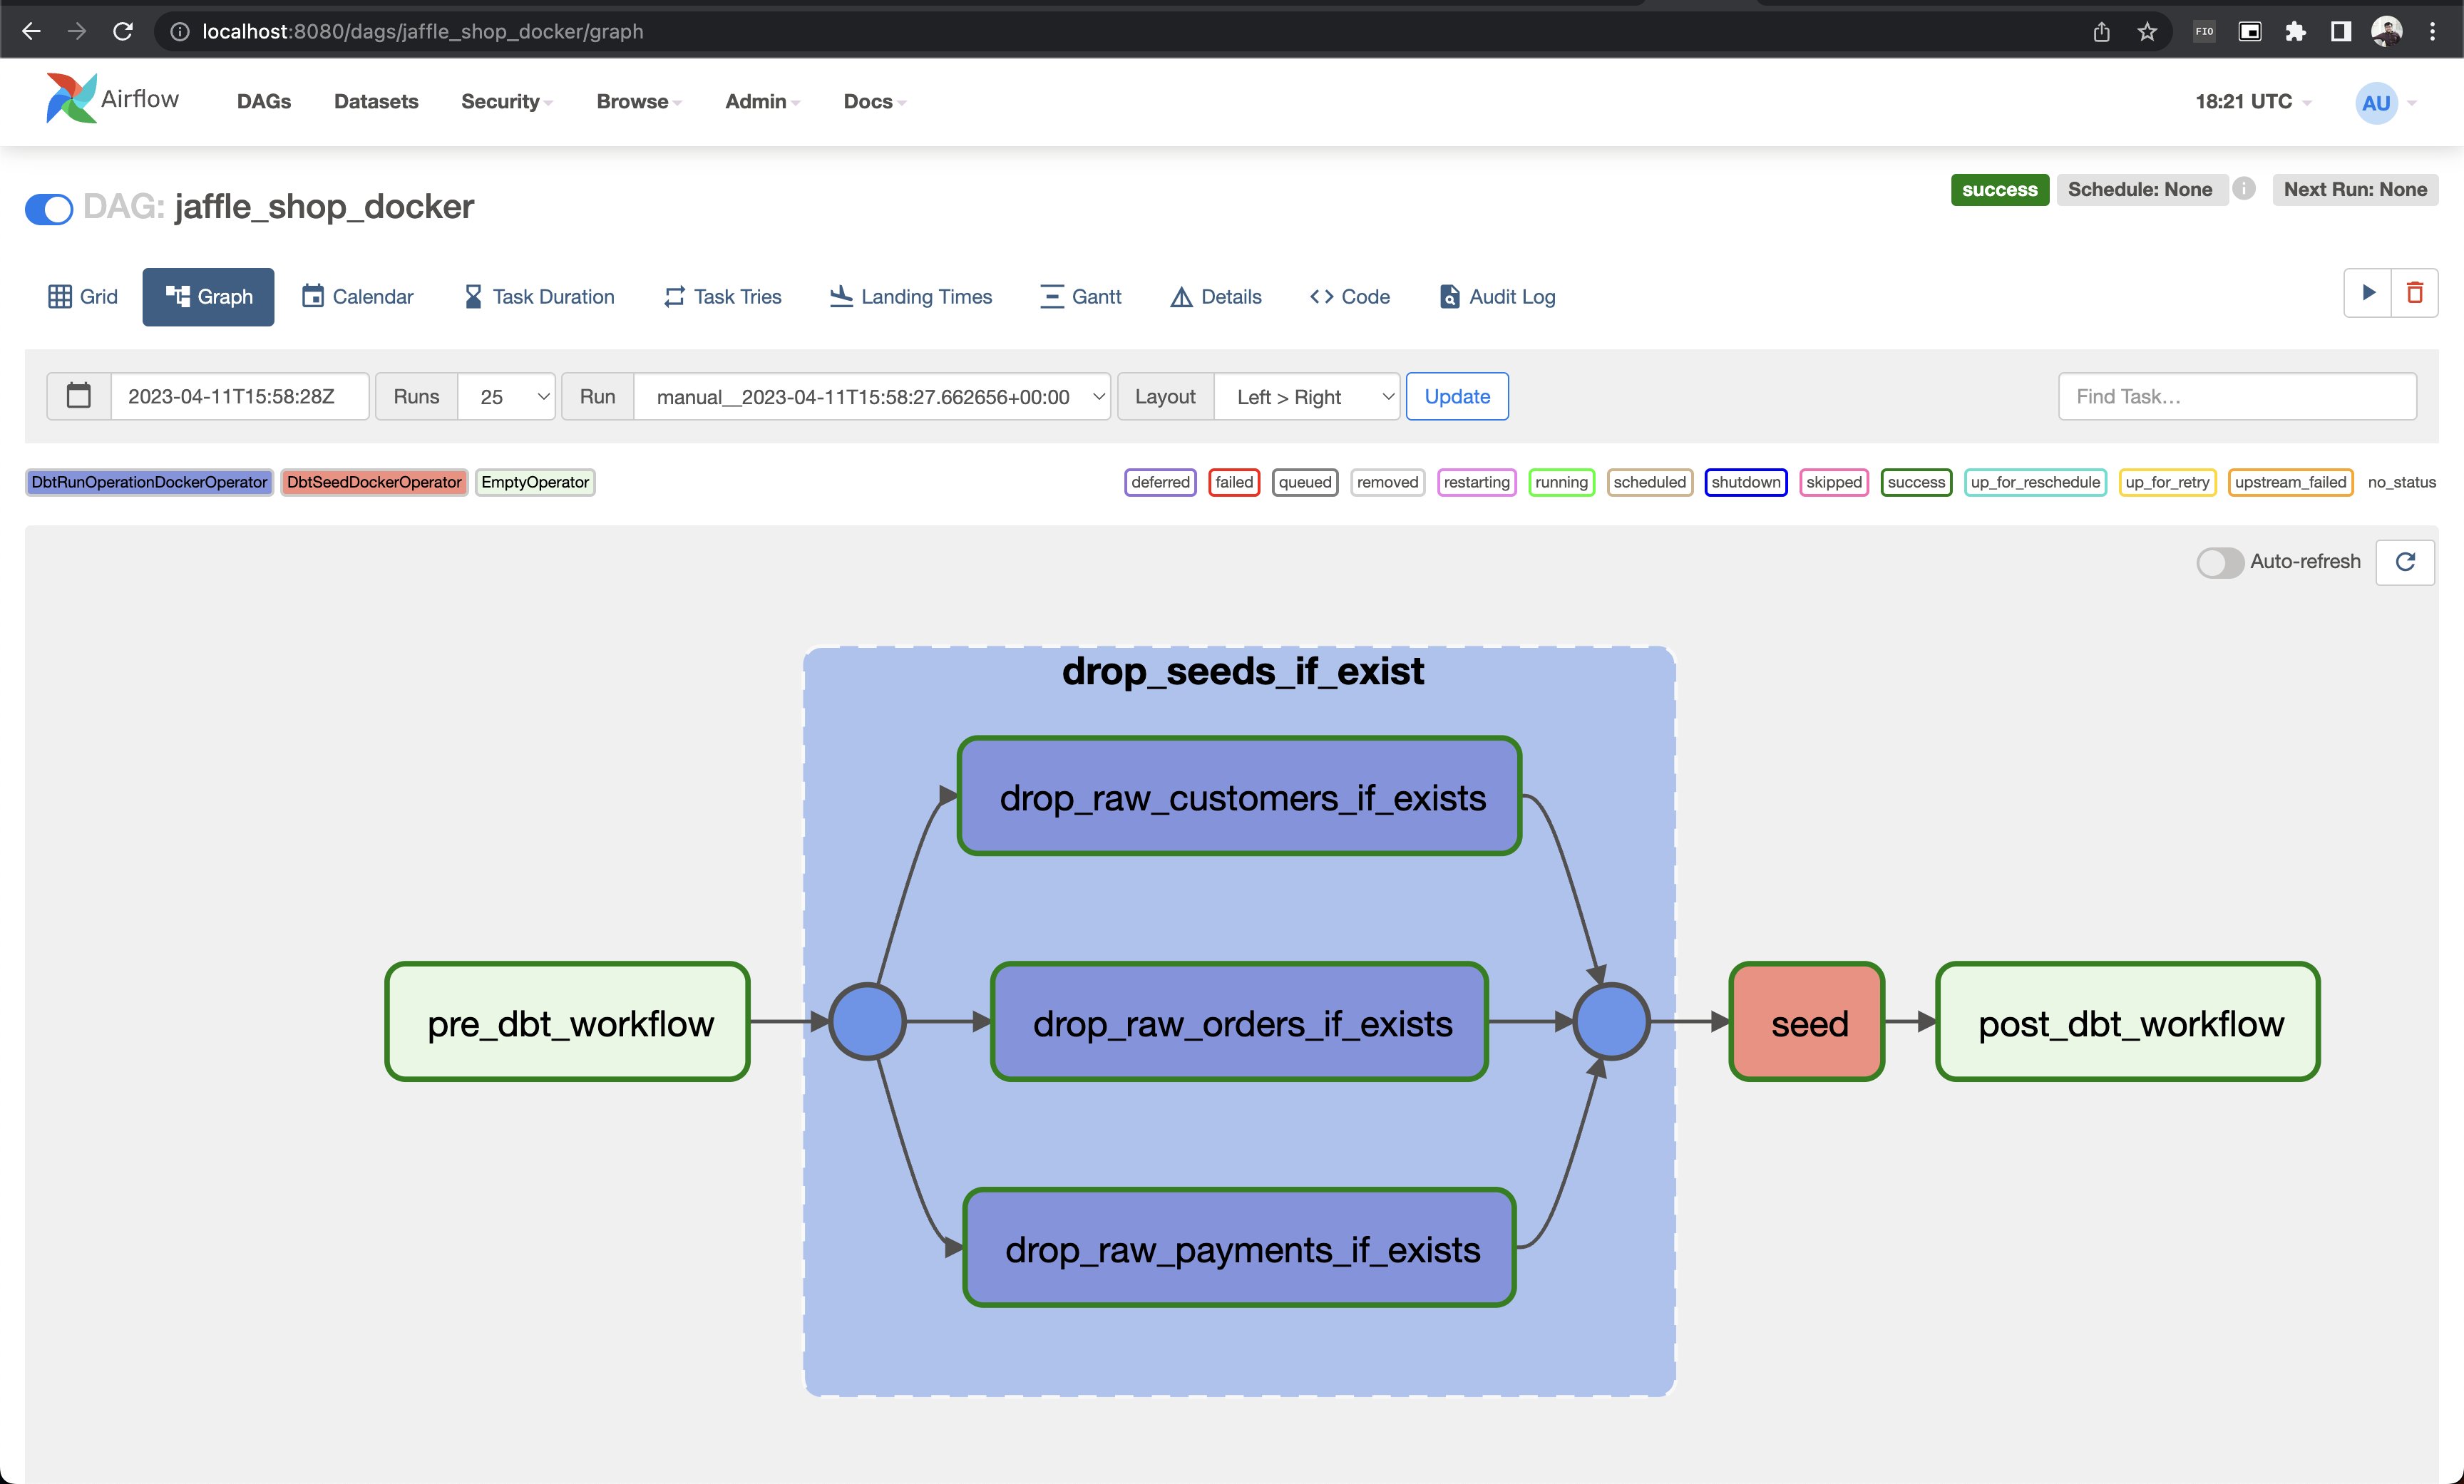 localhost:8080/dags/jaffle_shop_docker/graph
FIO
Airflow DAGs Datasets Security Browse Admin Docs 18:21 UTC AU
DAG: jaffle_shop_docker
success Schedule: None i Next Run: None
Grid Graph Calendar Task Duration Task Tries Landing Times Gantt Details Code Audit Log
2023-04-11T15:58:28Z Runs 25 Run manual__2023-04-11T15:58:27.662656+00:00 Layout Left > Right Update Find Task...
DbtRunOperationDockerOperator DbtSeedDockerOperator EmptyOperator deferred failed queued removed restarting running scheduled shutdown skipped success up_for_reschedule up_for_retry upstream_failed no_status
Auto-refresh
drop_seeds_if_exist
drop_raw_customers_if_exists
pre_dbt_workflow drop_raw_orders_if_exists seed post_dbt_workflow
drop_raw_payments_if_exists